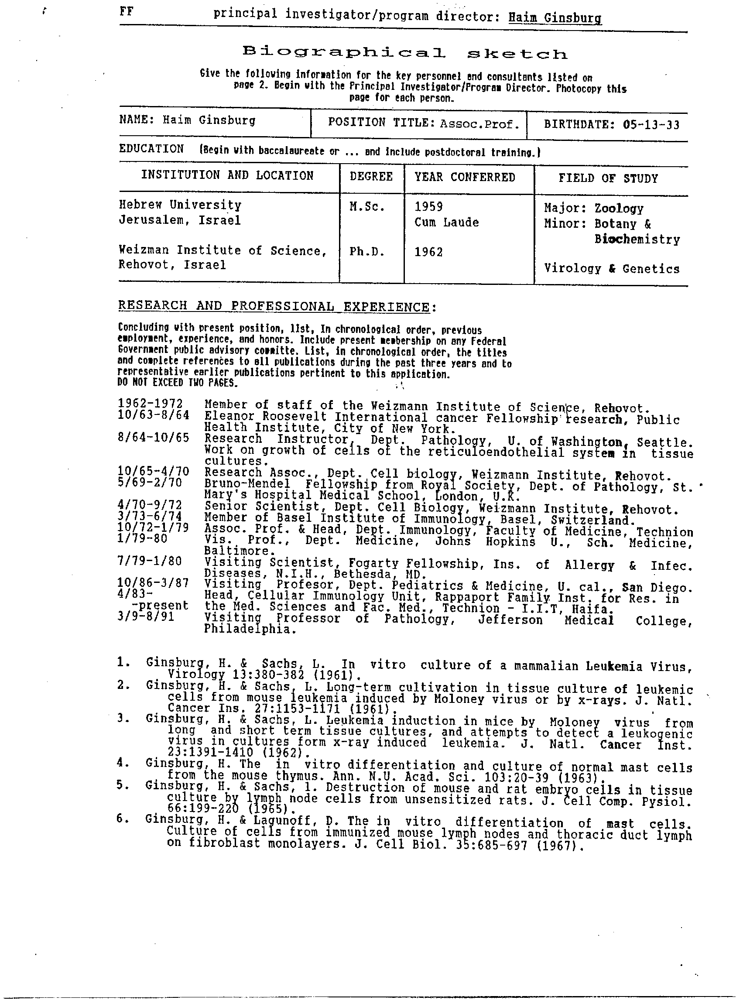 FF principal investigator/program director: Haim Ginsburg
Biographical sketch
Give the following information for the key personnel and consultants listed on
page 2. Begin with the Principal Investigator/Program Director. Photocopy this
page for each person.
NAME: Haim Ginsburg POSITION TITLE: Assoc.Prof. BIRTHDATE: 05-13-33
EDUCATION (Begin with baccalaureate or ... and include postdoctoral training.)
INSTITUTION AND LOCATION DEGREE YEAR CONFERRED FIELD OF STUDY
Hebrew University M.Sc. 1959 Major: Zoology
Jerusalem, Israel Cum Laude Minor: Botany &
Biochemistry
Weizman Institute of Science, Ph.D. 1962
Rehovot, Israel Virology & Genetics
RESEARCH AND PROFESSIONAL EXPERIENCE:
Concluding with present position, list, In chronological order, previous
employment, experience, and honors. Include present membership on any Federal
Government public advisory committe. List, in chronological order, the titles
and complete references to all publications during the past three years and to
representative earlier publications pertinent to this application.
DO NOT EXCEED TWO PAGES.
1962-1972 Member of staff of the Weizmann Institute of Science, Rehovot.
10/63-8/64 Eleanor Roosevelt International cancer Fellowship research, Public
Health Institute, City of New York.
8/64-10/65 Research Instructor, Dept. Pathology, U. of Washington, Seattle.
Work on growth of cells of the reticuloendothelial system in tissue
cultures.
10/65-4/70 Research Assoc., Dept. Cell biology, Weizmann Institute, Rehovot.
5/69-2/70 Bruno-Mendel Fellowship from Royal Society, Dept. of Pathology, St.
Mary's Hospital Medical School, London, U.K.
4/70-9/72 Senior Scientist, Dept. Cell Biology, Weizmann Institute, Rehovot.
3/73-6/74 Member of Basel Institute of Immunology, Basel, Switzerland.
10/72-1/79 Assoc. Prof. & Head, Dept. Immunology, Faculty of Medicine, Technion
1/79-80 Vis. Prof., Dept. Medicine, Johns Hopkins U., Sch. Medicine,
Baltimore.
7/79-1/80 Visiting Scientist, Fogarty Fellowship, Ins. of Allergy & Infec.
Diseases, N.I.H., Bethesda, MD.
10/86-3/87 Visiting Profesor, Dept. Pediatrics & Medicine, U. cal., San Diego.
4/83- Head, Cellular Immunology Unit, Rappaport Family Inst. for Res. in
-present the Med. Sciences and Fac. Med., Technion - I.I.T, Haifa.
3/9-8/91 Visiting Professor of Pathology, Jefferson Medical College,
Philadelphia.
1. Ginsburg, H. & Sachs, L. In vitro culture of a mammalian Leukemia Virus,
Virology 13:380-382 (1961).
2. Ginsburg, H. & Sachs, L. Long-term cultivation in tissue culture of leukemic
cells from mouse leukemia induced by Moloney virus or by x-rays. J. Natl.
Cancer Ins. 27:1153-1171 (1961).
3. Ginsburg, H. & Sachs, L. Leukemia induction in mice by Moloney virus from
long and short term tissue cultures, and attempts to detect a leukogenic
virus in cultures form x-ray induced leukemia. J. Natl. Cancer Inst.
23:1391-1410 (1962).
4. Ginsburg, H. The in vitro differentiation and culture of normal mast cells
from the mouse thymus. Ann. N.U. Acad. Sci. 103:20-39 (1963).
5. Ginsburg, H. & Sachs, l. Destruction of mouse and rat embryo cells in tissue
culture by lymph node cells from unsensitized rats. J. Cell Comp. Pysiol.
66:199-220 (1965).
6. Ginsburg, H. & Lagunoff, D. The in vitro differentiation of mast cells.
Culture of cells from immunized mouse lymph nodes and thoracic duct lymph
on fibroblast monolayers. J. Cell Biol. 35:685-697 (1967).